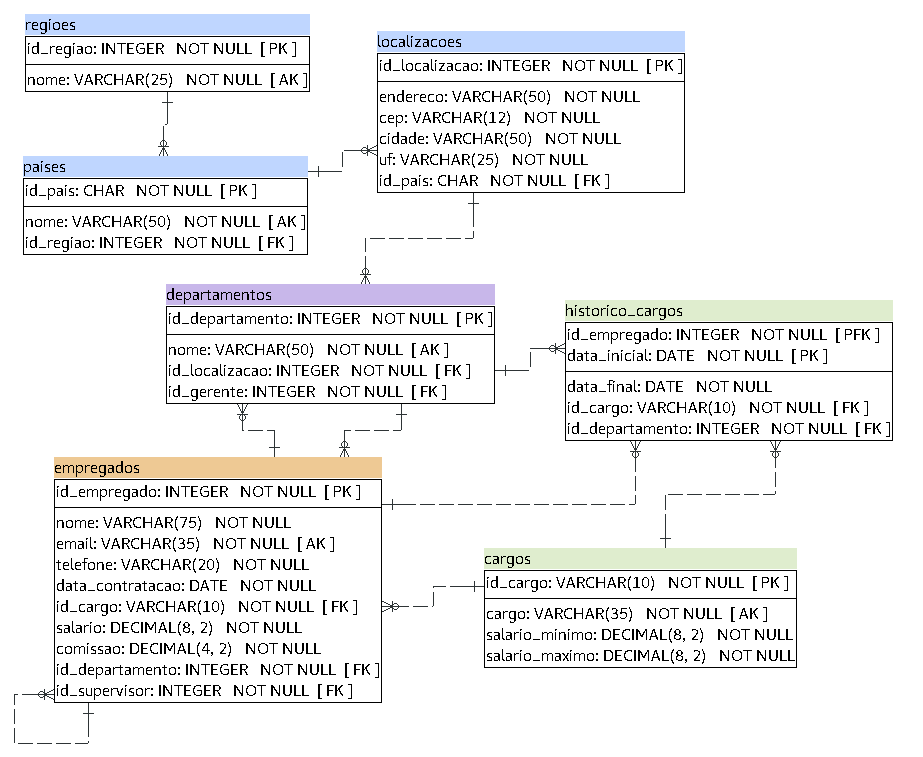 regioes
id_regiao: INTEGER NOT NULL [ PK ]
nome: VARCHAR(25) NOT NULL [ AK ]
localizacoes
id_localizacao: INTEGER NOT NULL [ PK ]
endereco: VARCHAR(50) NOT NULL
cep: VARCHAR(12) NOT NULL
cidade: VARCHAR(50) NOT NULL
uf: VARCHAR(25) NOT NULL
id_pais: CHAR NOT NULL [ FK ]
paises
id_pais: CHAR NOT NULL [ PK ]
nome: VARCHAR(50) NOT NULL [ AK ]
id_regiao: INTEGER NOT NULL [ FK ]
departamentos
id_departamento: INTEGER NOT NULL [ PK ]
nome: VARCHAR(50) NOT NULL [ AK ]
id_localizacao: INTEGER NOT NULL [ FK ]
id_gerente: INTEGER NOT NULL [ FK ]
historico_cargos
id_empregado: INTEGER NOT NULL [ PFK ]
data_inicial: DATE NOT NULL [ PK ]
data_final: DATE NOT NULL
id_cargo: VARCHAR(10) NOT NULL [ FK ]
id_departamento: INTEGER NOT NULL [ FK ]
empregados
id_empregado: INTEGER NOT NULL [ PK ]
nome: VARCHAR(75) NOT NULL
email: VARCHAR(35) NOT NULL [ AK ]
telefone: VARCHAR(20) NOT NULL
data_contratacao: DATE NOT NULL
id_cargo: VARCHAR(10) NOT NULL [ FK ]
salario: DECIMAL(8, 2) NOT NULL
comissao: DECIMAL(4, 2) NOT NULL
id_departamento: INTEGER NOT NULL [ FK ]
id_supervisor: INTEGER NOT NULL [ FK ]
cargos
id_cargo: VARCHAR(10) NOT NULL [ PK ]
cargo: VARCHAR(35) NOT NULL [ AK ]
salario_minimo: DECIMAL(8, 2) NOT NULL
salario_maximo: DECIMAL(8, 2) NOT NULL